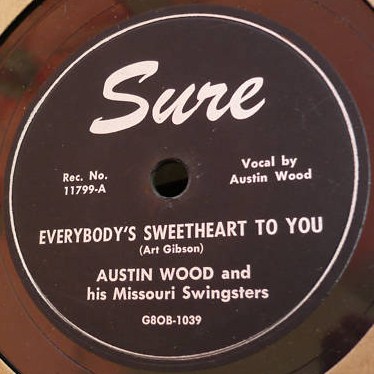 Sure
Rec. No.
11799-A
Vocal by
Austin Wood
EVERYBODY'S SWEETHEART TO YOU
(Art Gibson)
AUSTIN WOOD and
his Missouri Swingsters
G8OB-1039